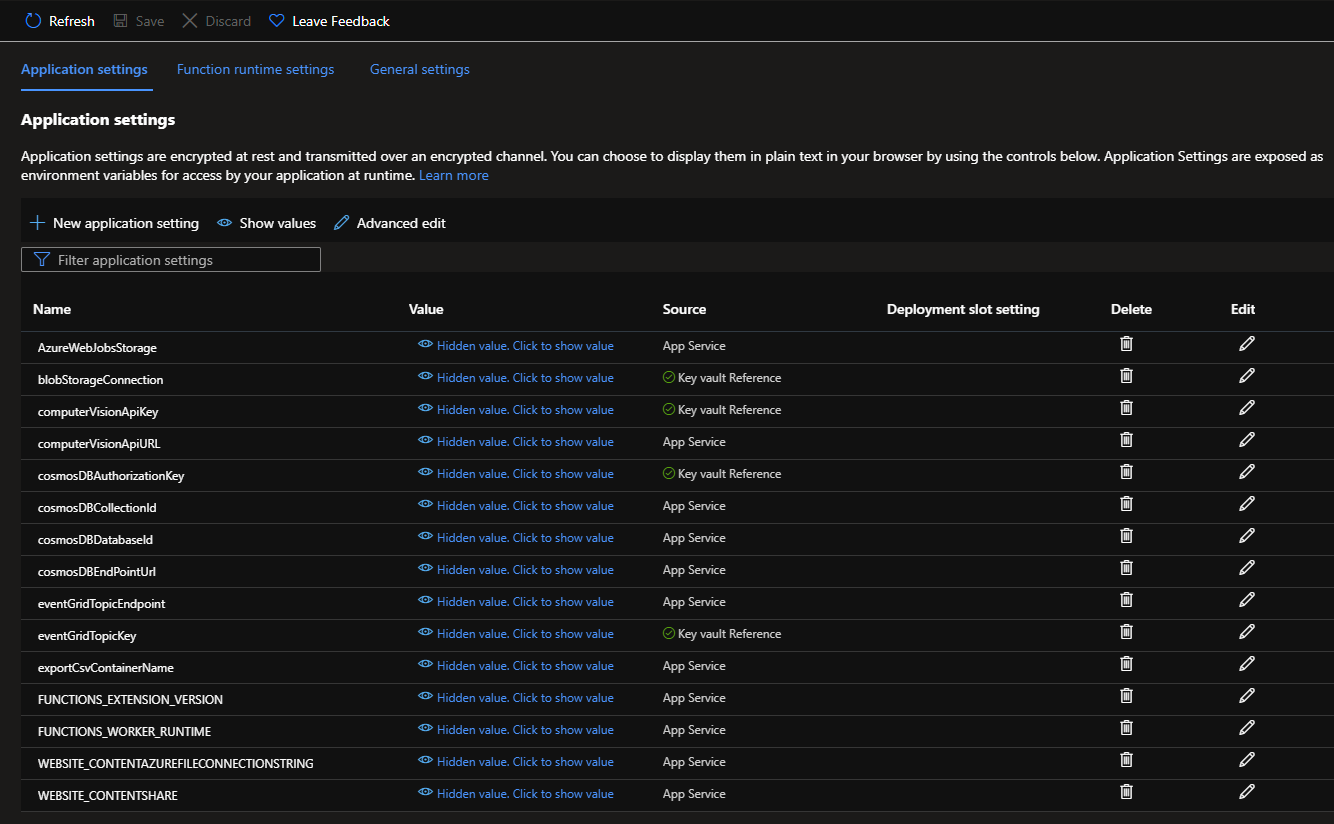 Refresh Save Discard Leave Feedback
Application settings Function runtime settings General settings
Application settings
Application settings are encrypted at rest and transmitted over an encrypted channel. You can choose to display them in plain text in your browser by using the controls below. Application Settings are exposed as
environment variables for access by your application at runtime. Learn more
New application setting Show values Advanced edit
Filter application settings
Name Value Source Deployment slot setting Delete Edit
AzureWebJobsStorage Hidden value. Click to show value App Service
blobStorageConnection Hidden value. Click to show value Key vault Reference
computerVisionApiKey Hidden value. Click to show value Key vault Reference
computerVisionApiURL Hidden value. Click to show value App Service
cosmosDBAuthorizationKey Hidden value. Click to show value Key vault Reference
cosmosDBCollectionId Hidden value. Click to show value App Service
cosmosDBDatabaseId Hidden value. Click to show value App Service
cosmosDBEndPointUrl Hidden value. Click to show value App Service
eventGridTopicEndpoint Hidden value. Click to show value App Service
eventGridTopicKey Hidden value. Click to show value Key vault Reference
exportCsvContainerName Hidden value. Click to show value App Service
FUNCTIONS_EXTENSION_VERSION Hidden value. Click to show value App Service
FUNCTIONS_WORKER_RUNTIME Hidden value. Click to show value App Service
WEBSITE_CONTENTAZUREFILECONNECTIONSTRING Hidden value. Click to show value App Service
WEBSITE_CONTENTSHARE Hidden value. Click to show value App Service